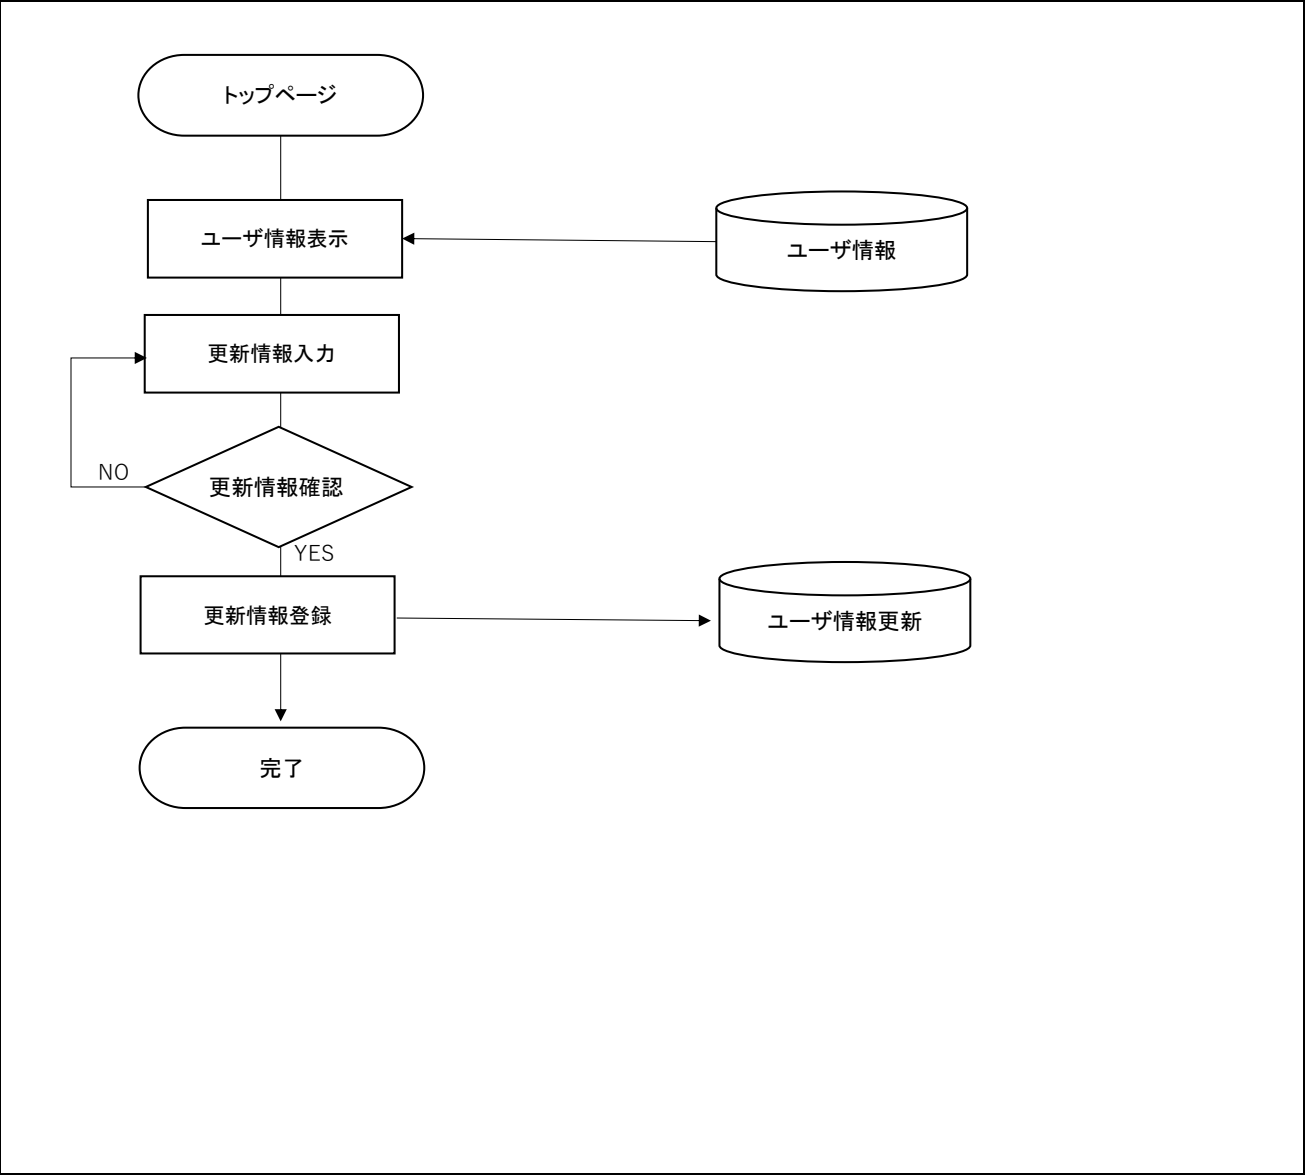 トップページ
ユーザ情報表示
ユーザ情報
更新情報入力
NO
更新情報確認
YES
更新情報登録
ユーザ情報更新
完了